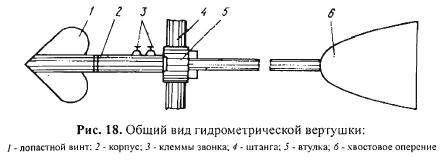 1 2 3 4 5 6
Рис. 18. Общий вид гидрометрической вертушки:
1 - лопастной винт; 2 - корпус; 3 - клеммы звонка; 4 - штанга; 5 - втулка; 6 - хвостовое оперение